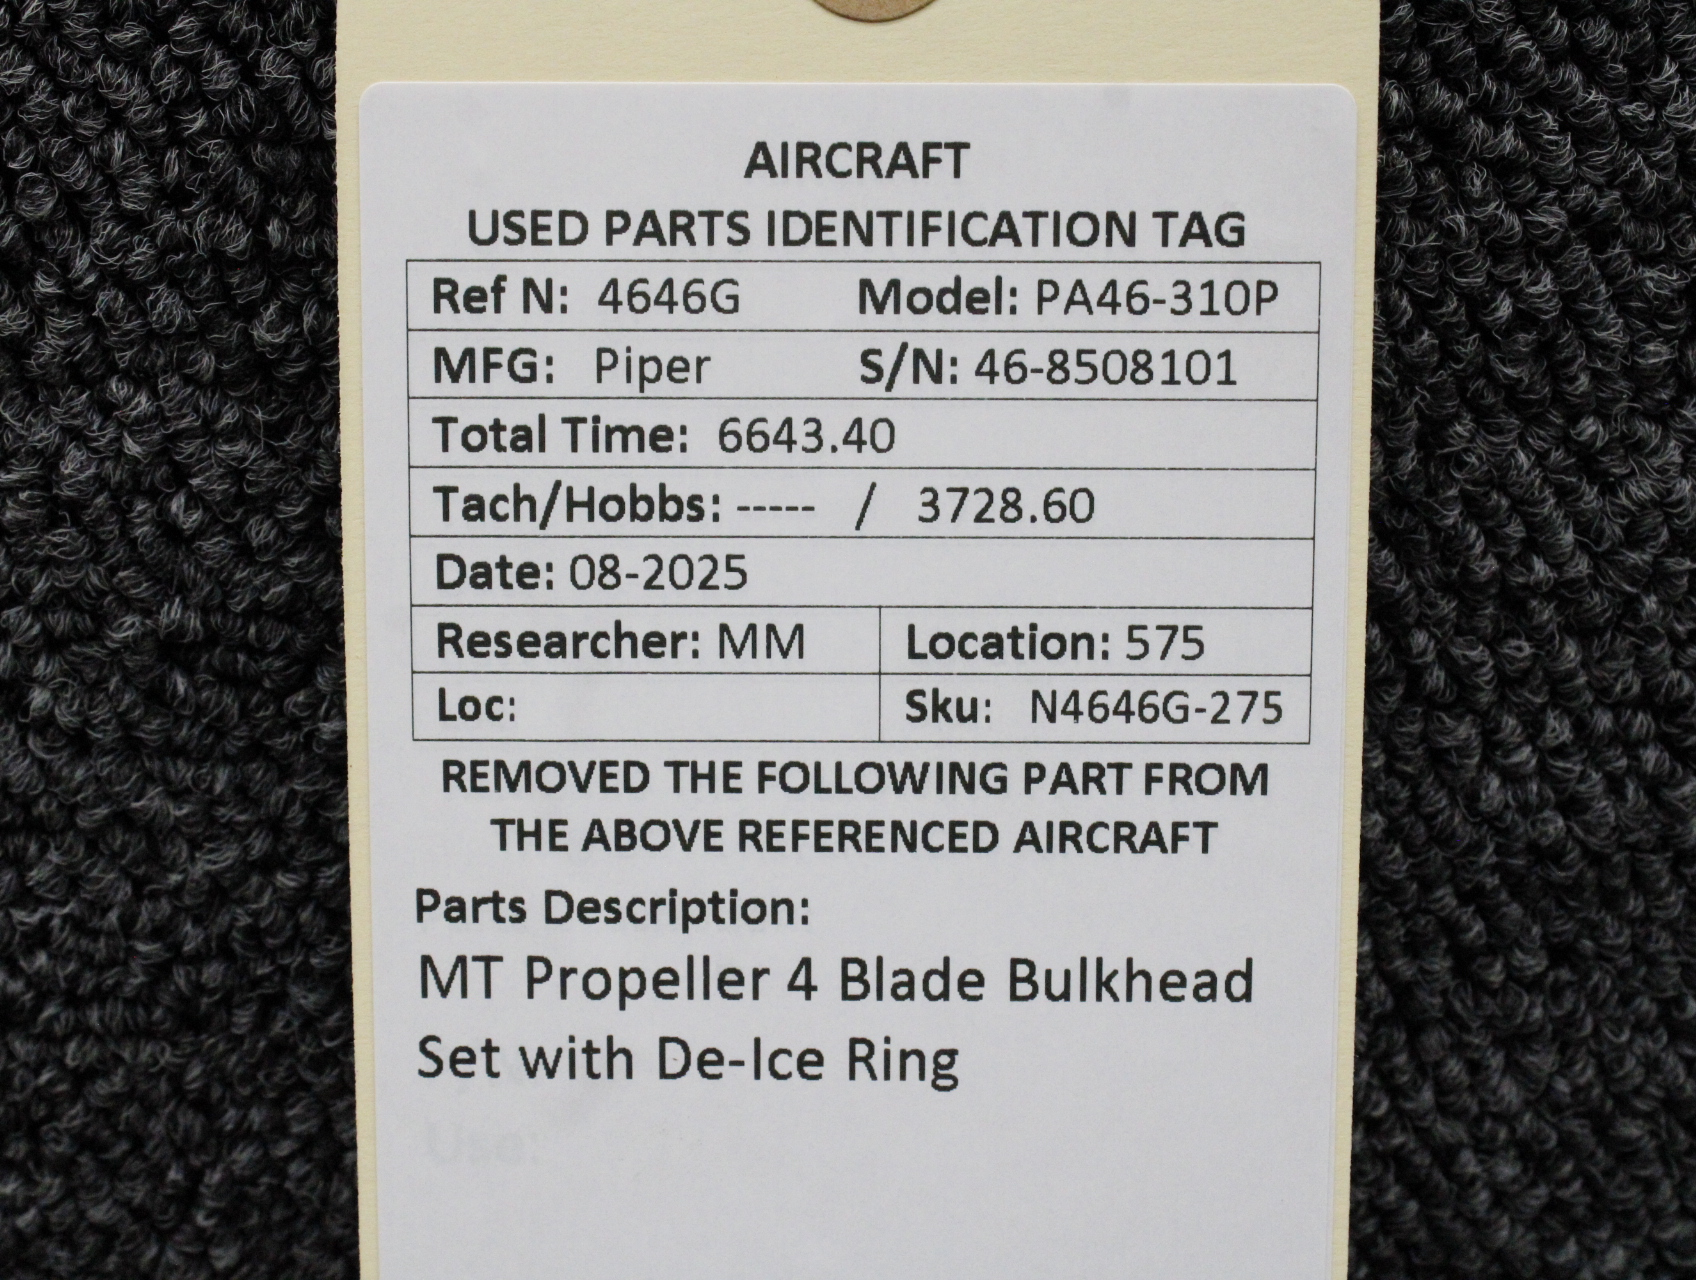 AIRCRAFT
USED PARTS IDENTIFICATION TAG
Ref N: 4646G Model: PA46-310P
MFG: Piper S/N: 46-8508101
Total Time: 6643.40
Tach/Hobbs: ----- / 3728.60
Date: 08-2025
Researcher: MM Location: 575
Loc: Sku: N4646G-275
REMOVED THE FOLLOWING PART FROM
THE ABOVE REFERENCED AIRCRAFT
Parts Description:
MT Propeller 4 Blade Bulkhead
Set with De-Ice Ring